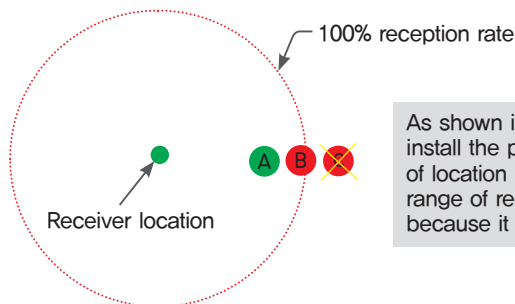 100% reception rate
A
B
As shown i
install the p
of location
range of re
because it
Receiver location